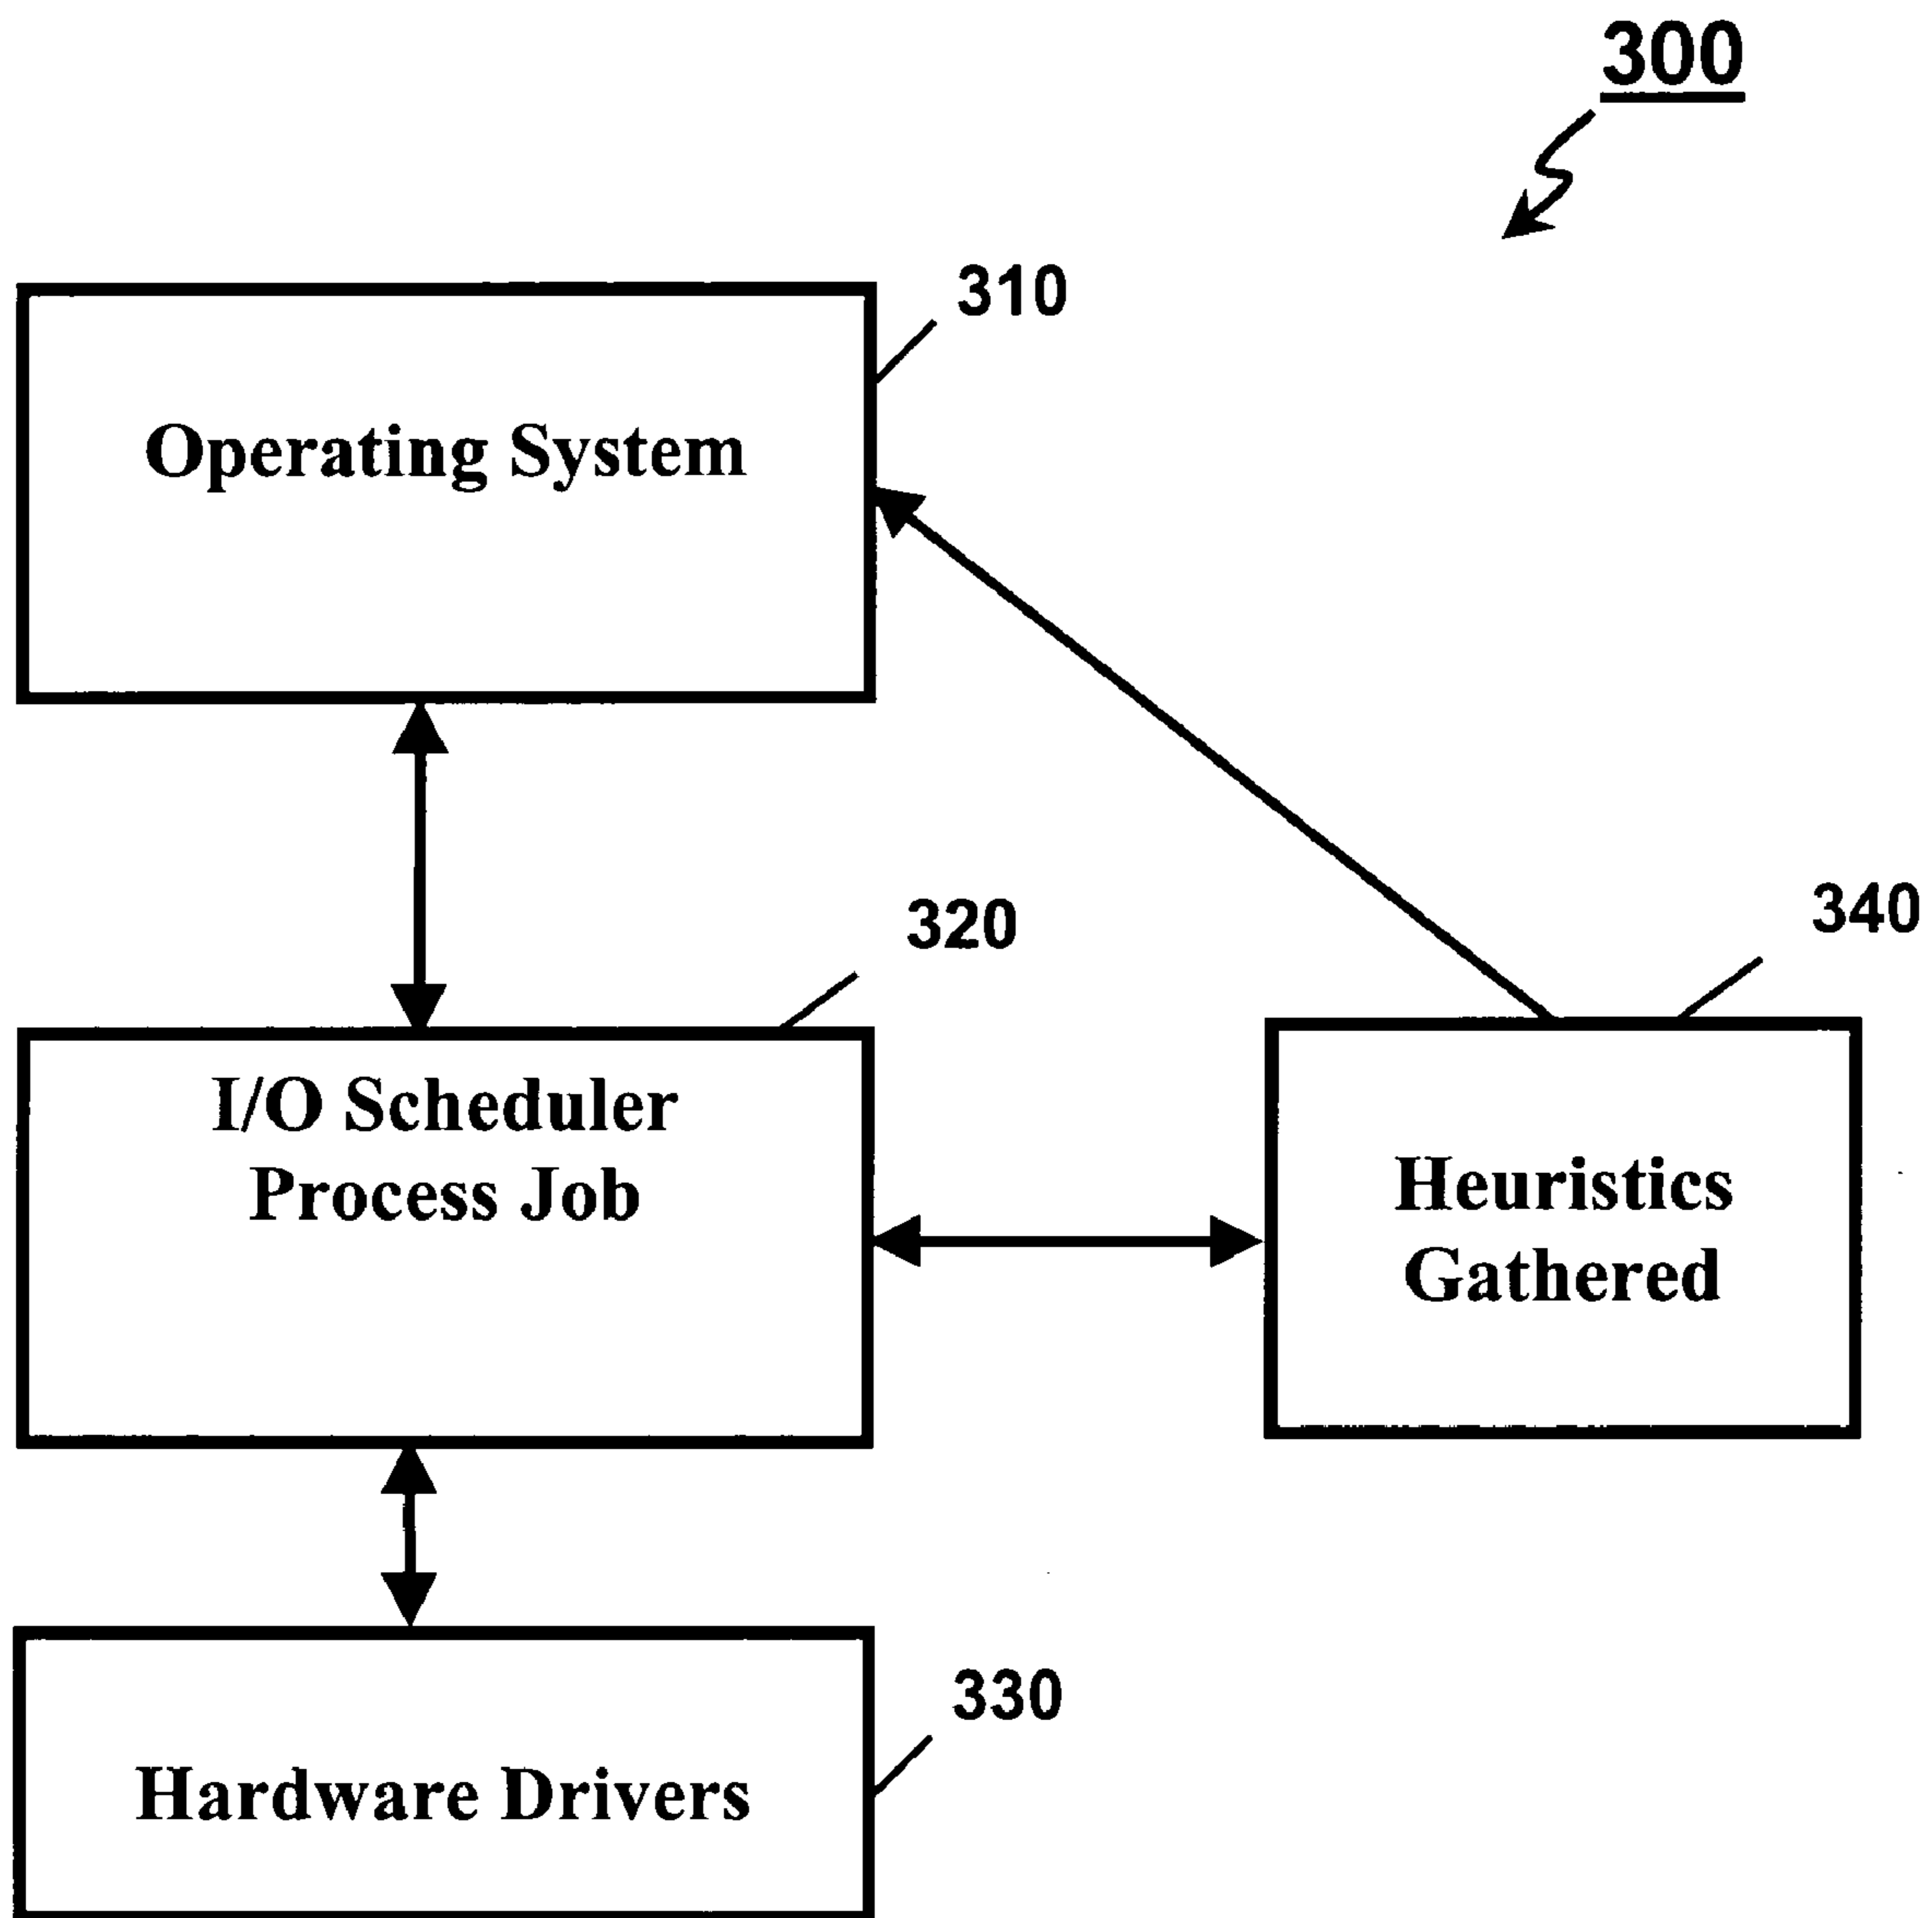 300
310
Operating System
320
340
I/O Scheduler
Process Job
Heuristics
Gathered
330
Hardware Drivers